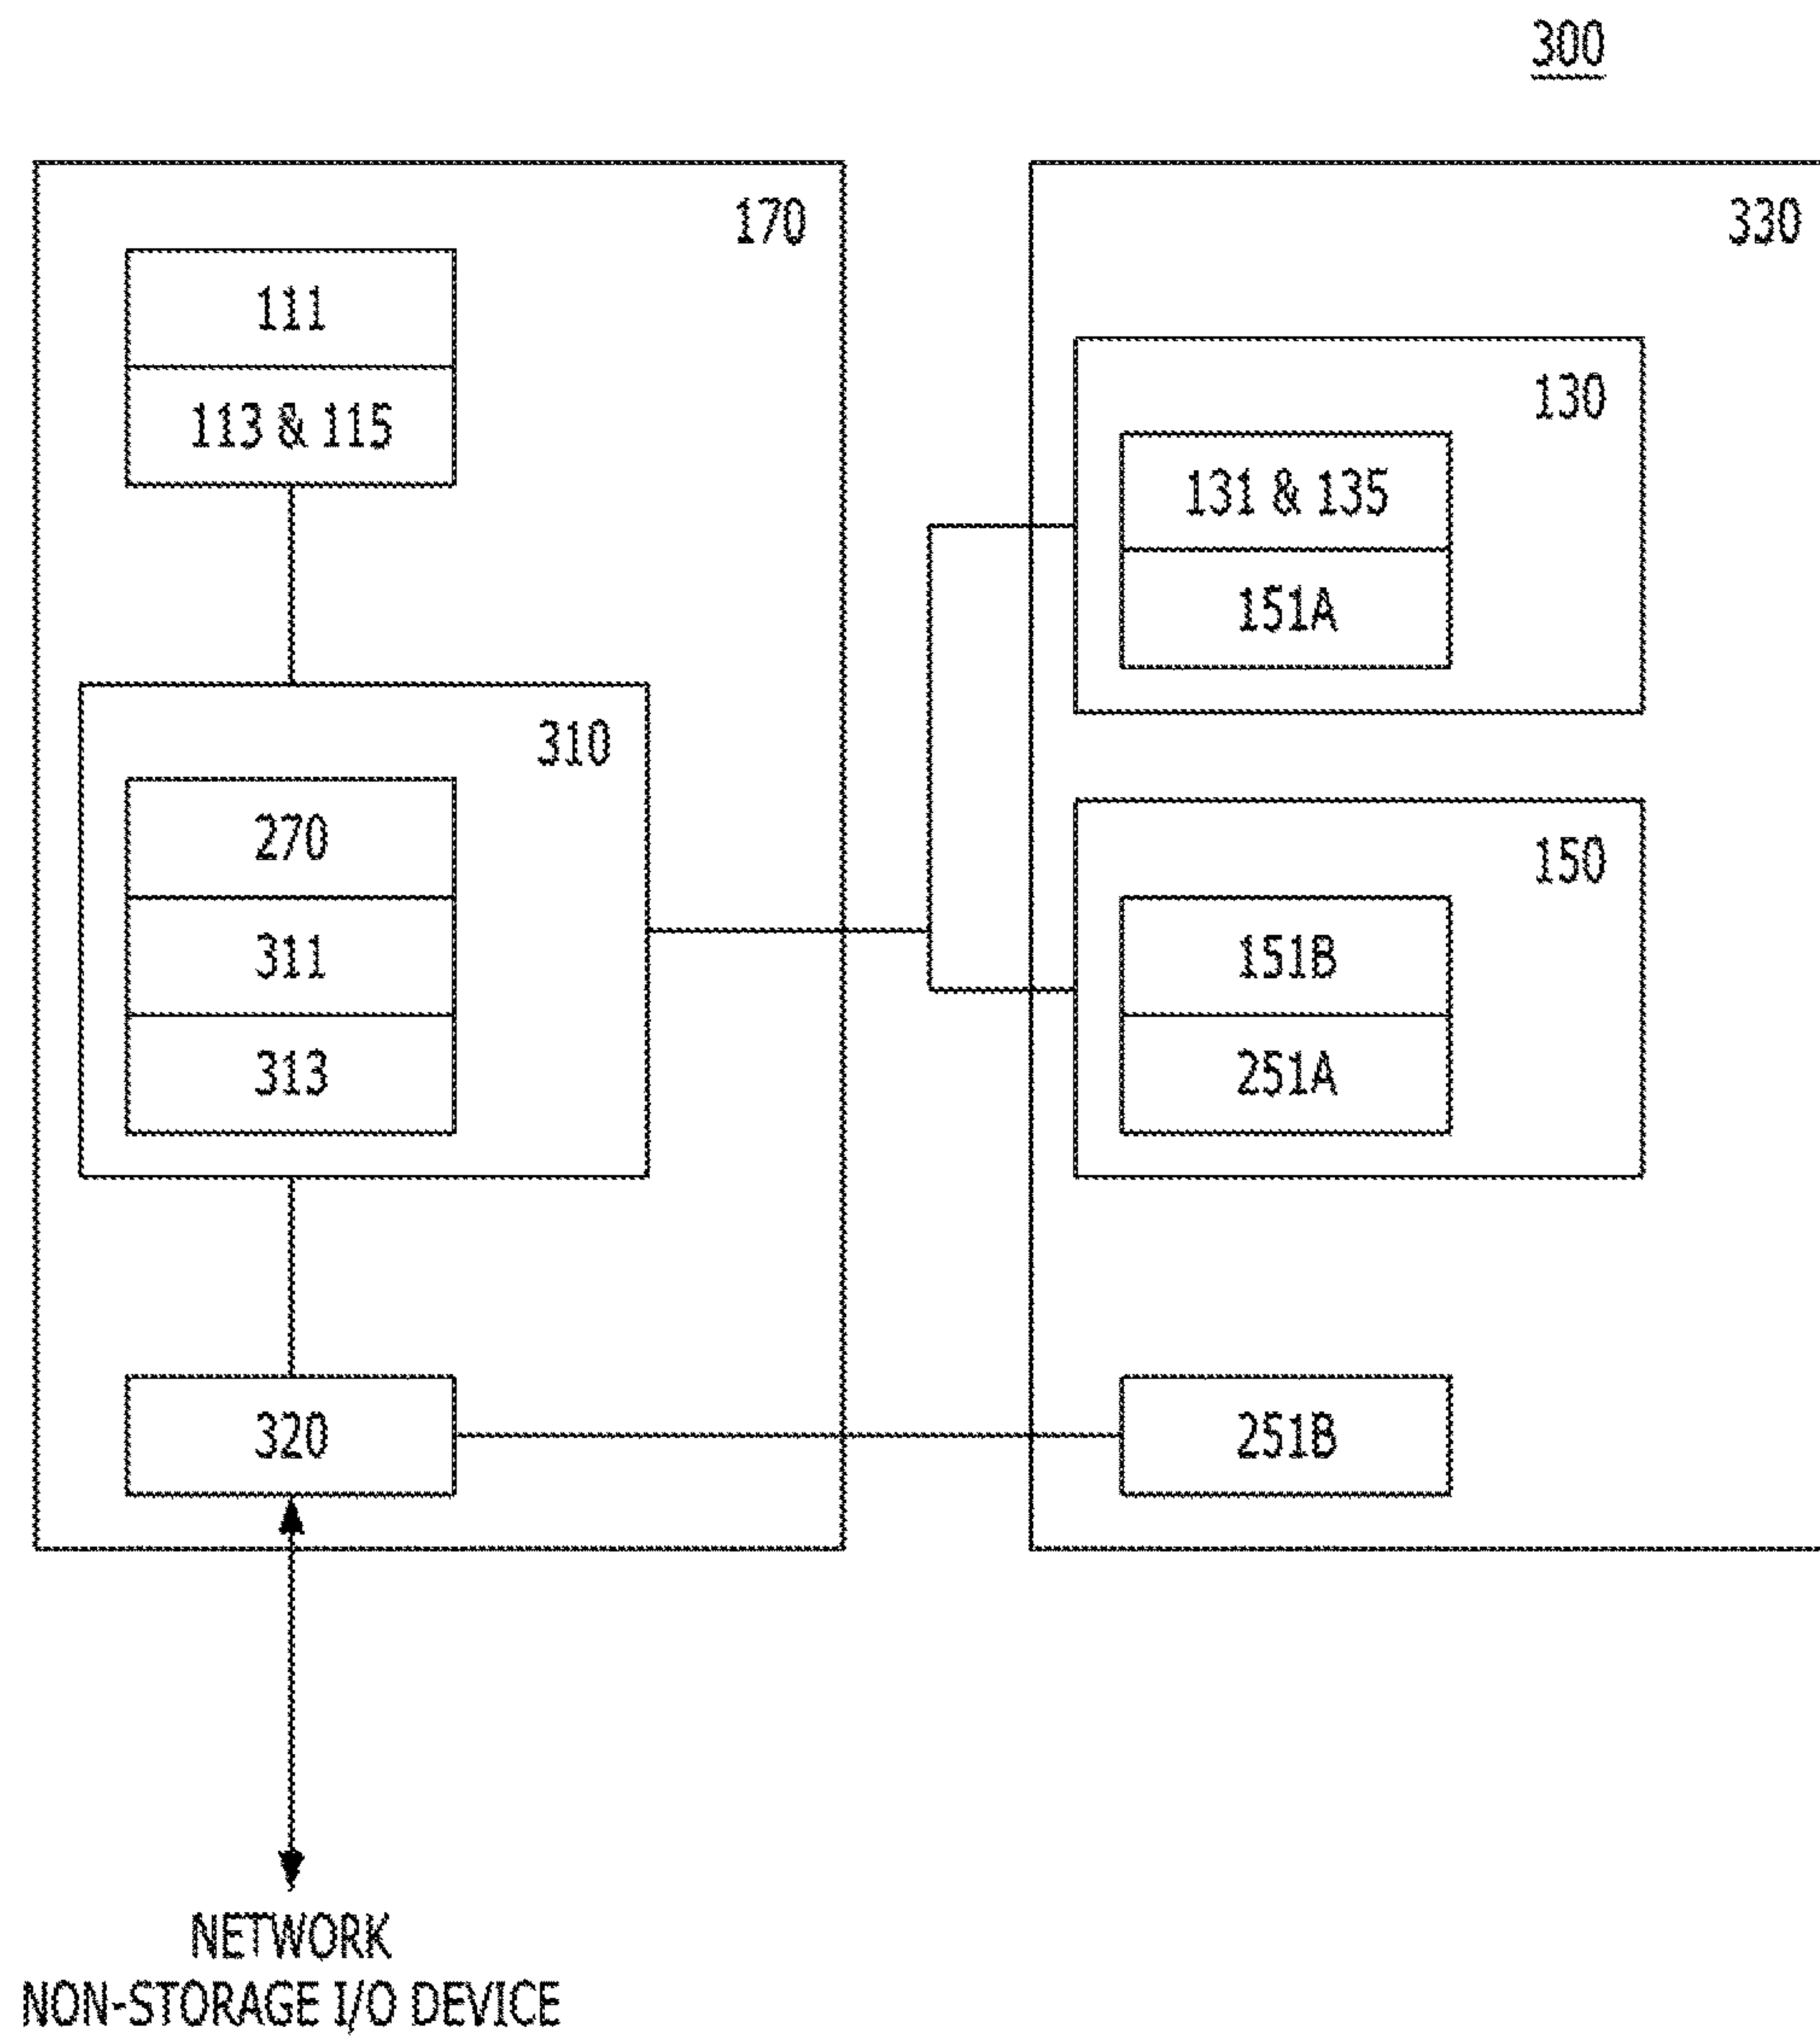 300
170
111
113 & 115
310
270
311
313
320
NETWORK
NON-STORAGE I/O DEVICE
330
130
131 & 135
151A
150
151B
251A
251B